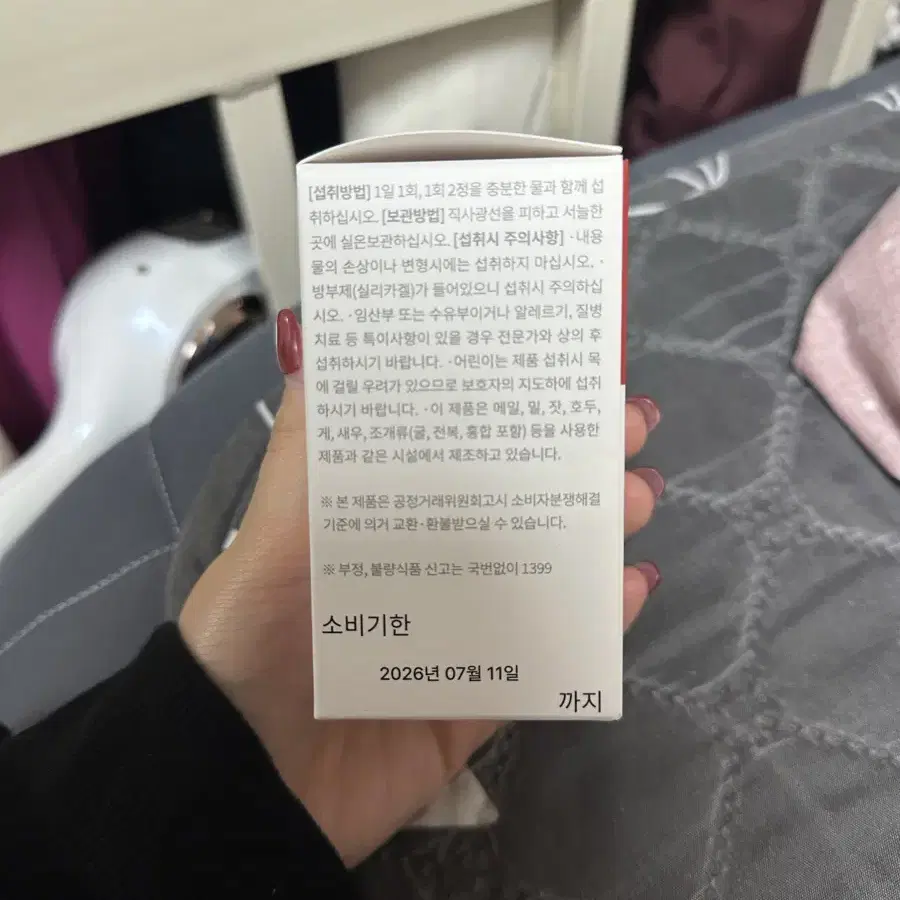 [섭취방법] 1일 1회, 1회 2정을 충분한 물과 함께 섭
취하십시오. [보관방법] 직사광선을 피하고 서늘한
곳에 실온보관하십시오. [섭취시 주의사항] ·내용
물의 손상이나 변형시에는 섭취하지 마십시오. ·
방부제(실리카겔)가 들어있으니 섭취시 주의하십
시오. ·임산부 또는 수유부이거나 알레르기, 질병
치료 등 특이사항이 있을 경우 전문가와 상의 후
섭취하시기 바랍니다. ·어린이는 제품 섭취시 목
에 걸릴 우려가 있으므로 보호자의 지도하에 섭취
하시기 바랍니다. ·이 제품은 메밀, 밀, 잣, 호두,
게, 새우, 조개류(굴, 전복, 홍합 포함) 등을 사용한
제품과 같은 시설에서 제조하고 있습니다.
※ 본 제품은 공정거래위원회고시 소비자분쟁해결
기준에 의거 교환·환불받으실 수 있습니다.
※ 부정, 불량식품 신고는 국번없이 1399
소비기한
2026년 07월 11일
까지